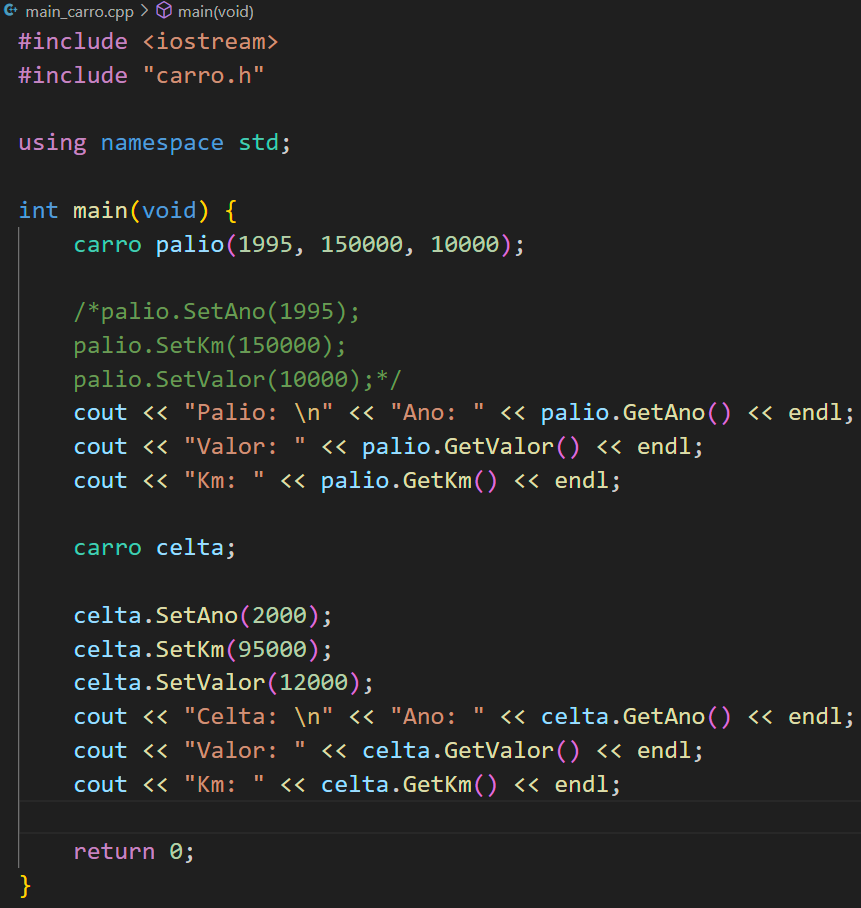 main_carro.cpp > main(void)
#include <iostream>
#include "carro.h"
using namespace std;
int main(void) {
carro palio(1995, 150000, 10000);
/*palio.SetAno(1995);
palio.SetKm(150000);
palio.SetValor(10000);*/
cout << "Palio: \n" << "Ano: " << palio.GetAno() << endl;
cout << "Valor: " << palio.GetValor() << endl;
cout << "Km: " << palio.GetKm() << endl;
carro celta;
celta.SetAno(2000);
celta.SetKm(95000);
celta.SetValor(12000);
cout << "Celta: \n" << "Ano: " << celta.GetAno() << endl;
cout << "Valor: " << celta.GetValor() << endl;
cout << "Km: " << celta.GetKm() << endl;
return 0;
}